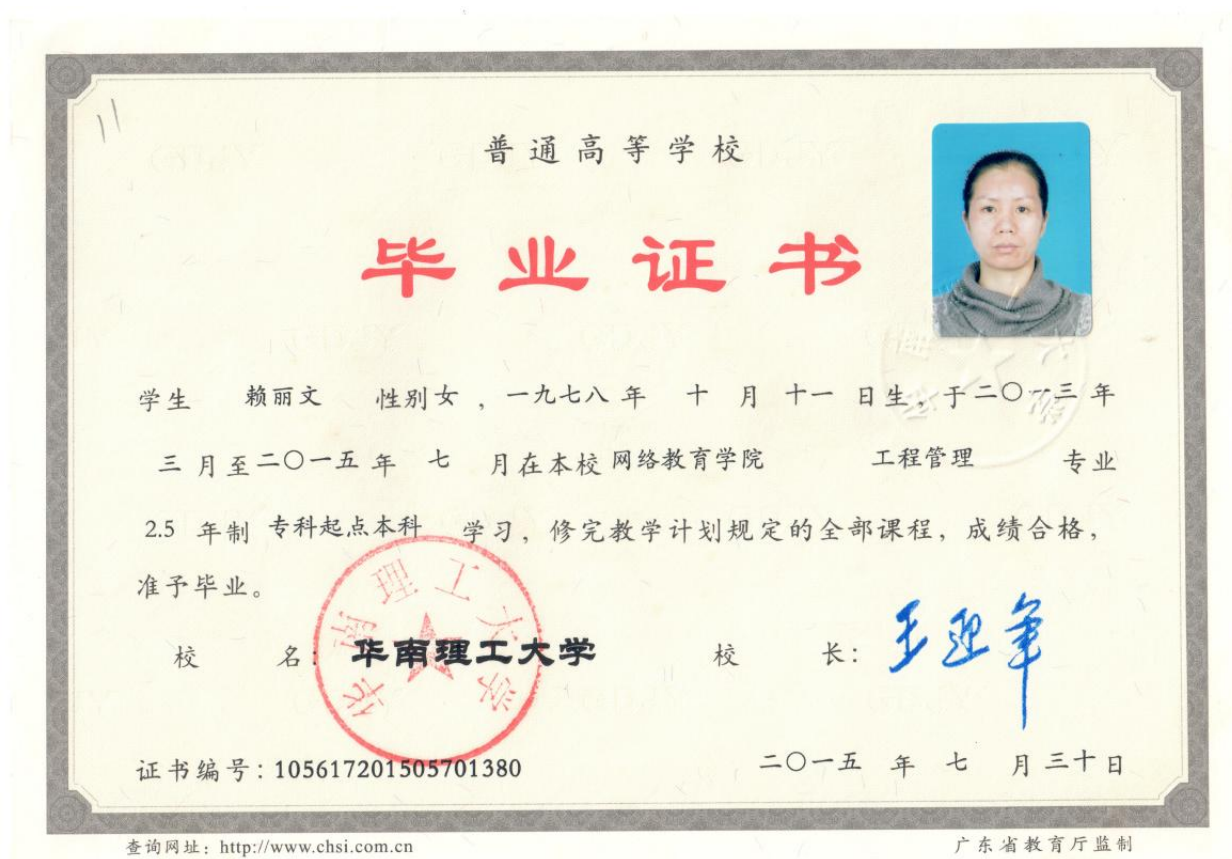 11
普通高等学校
毕业证书
学生 赖丽文 性别女，一九七八年 十月十一日生，于二〇一三年
三月至二〇一五年 七 月在本校 网络教育学院 工程管理 专业
2.5 年制 专科起点本科 学习，修完教学计划规定的全部课程，成绩合格，
准予毕业。
华南理工大学
校 名：华南理工大学 校 长：
证书编号：105617201505701380 二〇一五 年 七 月三十日
查询网址：http://www.chsi.com.cn 广东省教育厅监制